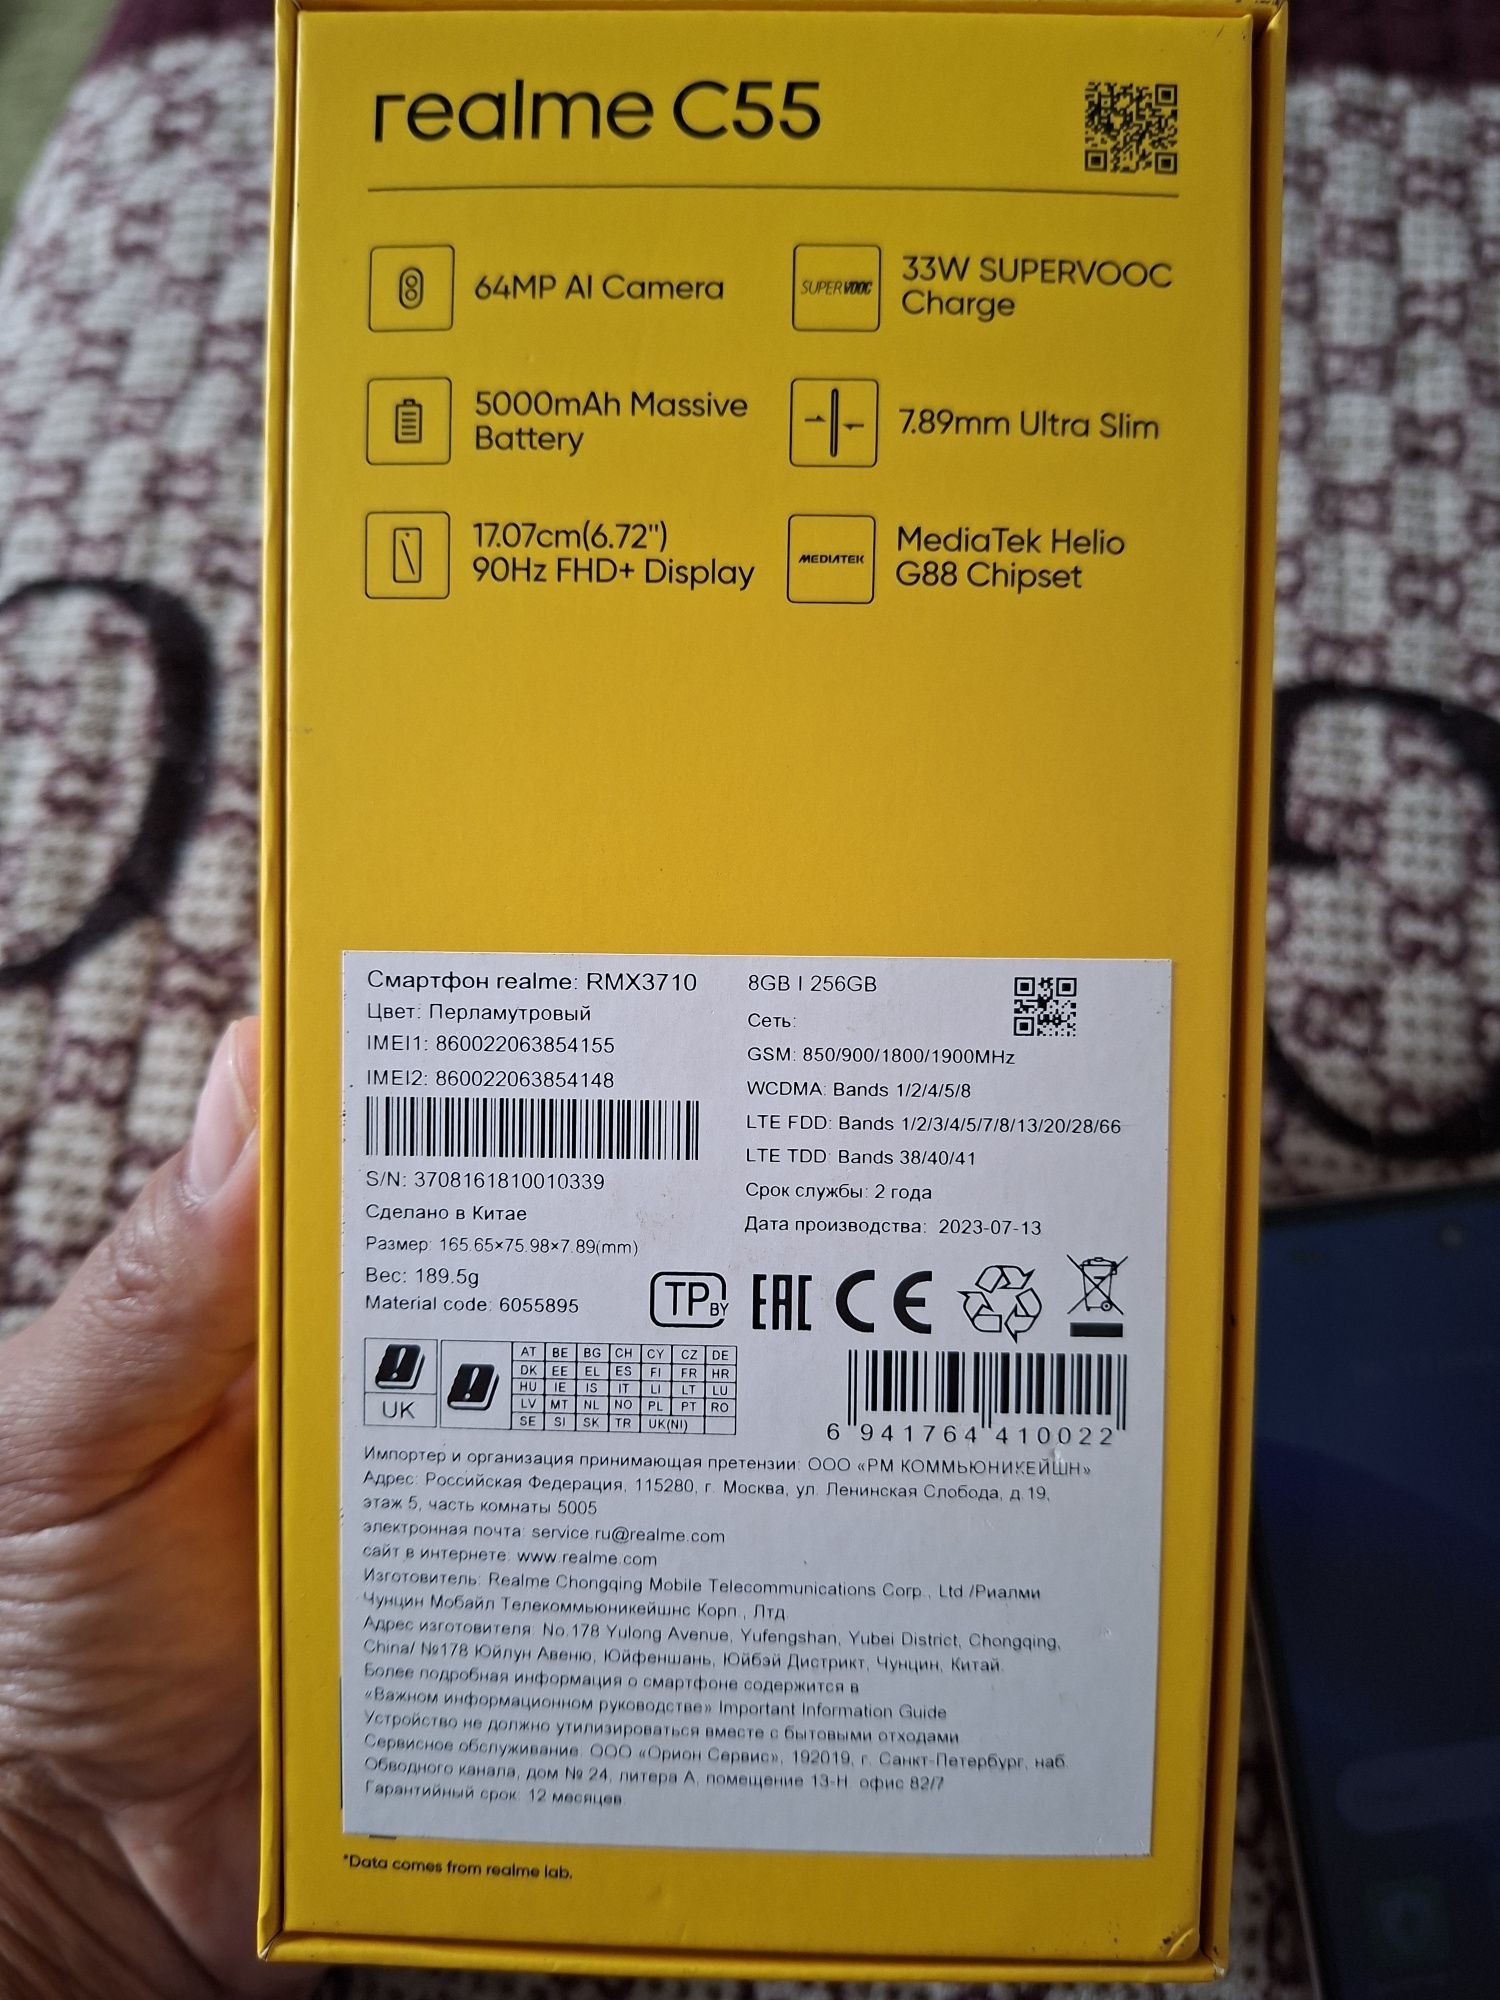 realme C55
64MP AI Camera
SUPERVOOC
33W SUPERVOOC
Charge
5000mAh Massive
Battery
7.89mm Ultra Slim
17.07cm(6.72")
90Hz FHD+ Display
MEDIATEK
MediaTek Helio
G88 Chipset
Смартфон realme: RMX3710
Цвет: Перламутровый
IMEI1: 860022063854155
IMEI2: 860022063854148
S/N: 3708161810010339
Сделано в Китае
Размер: 165.65×75.98×7.89(mm)
Вес: 189.5g
Material code: 6055895
8GB | 256GB
Сеть:
GSM: 850/900/1800/1900MHz
WCDMA: Bands 1/2/4/5/8
LTE FDD: Bands 1/2/3/4/5/7/8/13/20/28/66
LTE TDD: Bands 38/40/41
Срок службы: 2 года
Дата производства: 2023-07-13
TP BY EAC CE
UK
AT BE BG CH CY CZ DE
DK EE EL ES FI FR HR
HU IE IS IT LI LT LU
LV MT NL NO PL PT RO
SE SI SK TR UK(NI)
6 941764 410022
Импортер и организация принимающая претензии: ООО «РМ КОММЬЮНИКЕЙШН»
Адрес: Российская Федерация, 115280, г. Москва, ул. Ленинская Слобода, д.19,
этаж 5, часть комнаты 5005
электронная почта: service.ru@realme.com
сайт в интернете: www.realme.com
Изготовитель: Realme Chongqing Mobile Telecommunications Corp., Ltd /Риалми
Чунцин Мобайл Телекоммьюникейшнс Корп., Лтд
Адрес изготовителя: No.178 Yulong Avenue, Yufengshan, Yubei District, Chongqing,
China/ №178 Юйлун Авеню, Юйфеншань, Юйбэй Дистрикт, Чунцин, Китай.
Более подробная информация о смартфоне содержится в
«Важном информационном руководстве» Important Information Guide
Устройство не должно утилизироваться вместе с бытовыми отходами.
Сервисное обслуживание: ООО «Орион Сервис», 192019, г. Санкт-Петербург, наб.
Обводного канала, дом № 24, литера А, помещение 13-Н, офис 82/7
Гарантийный срок: 12 месяцев.
*Data comes from realme lab.